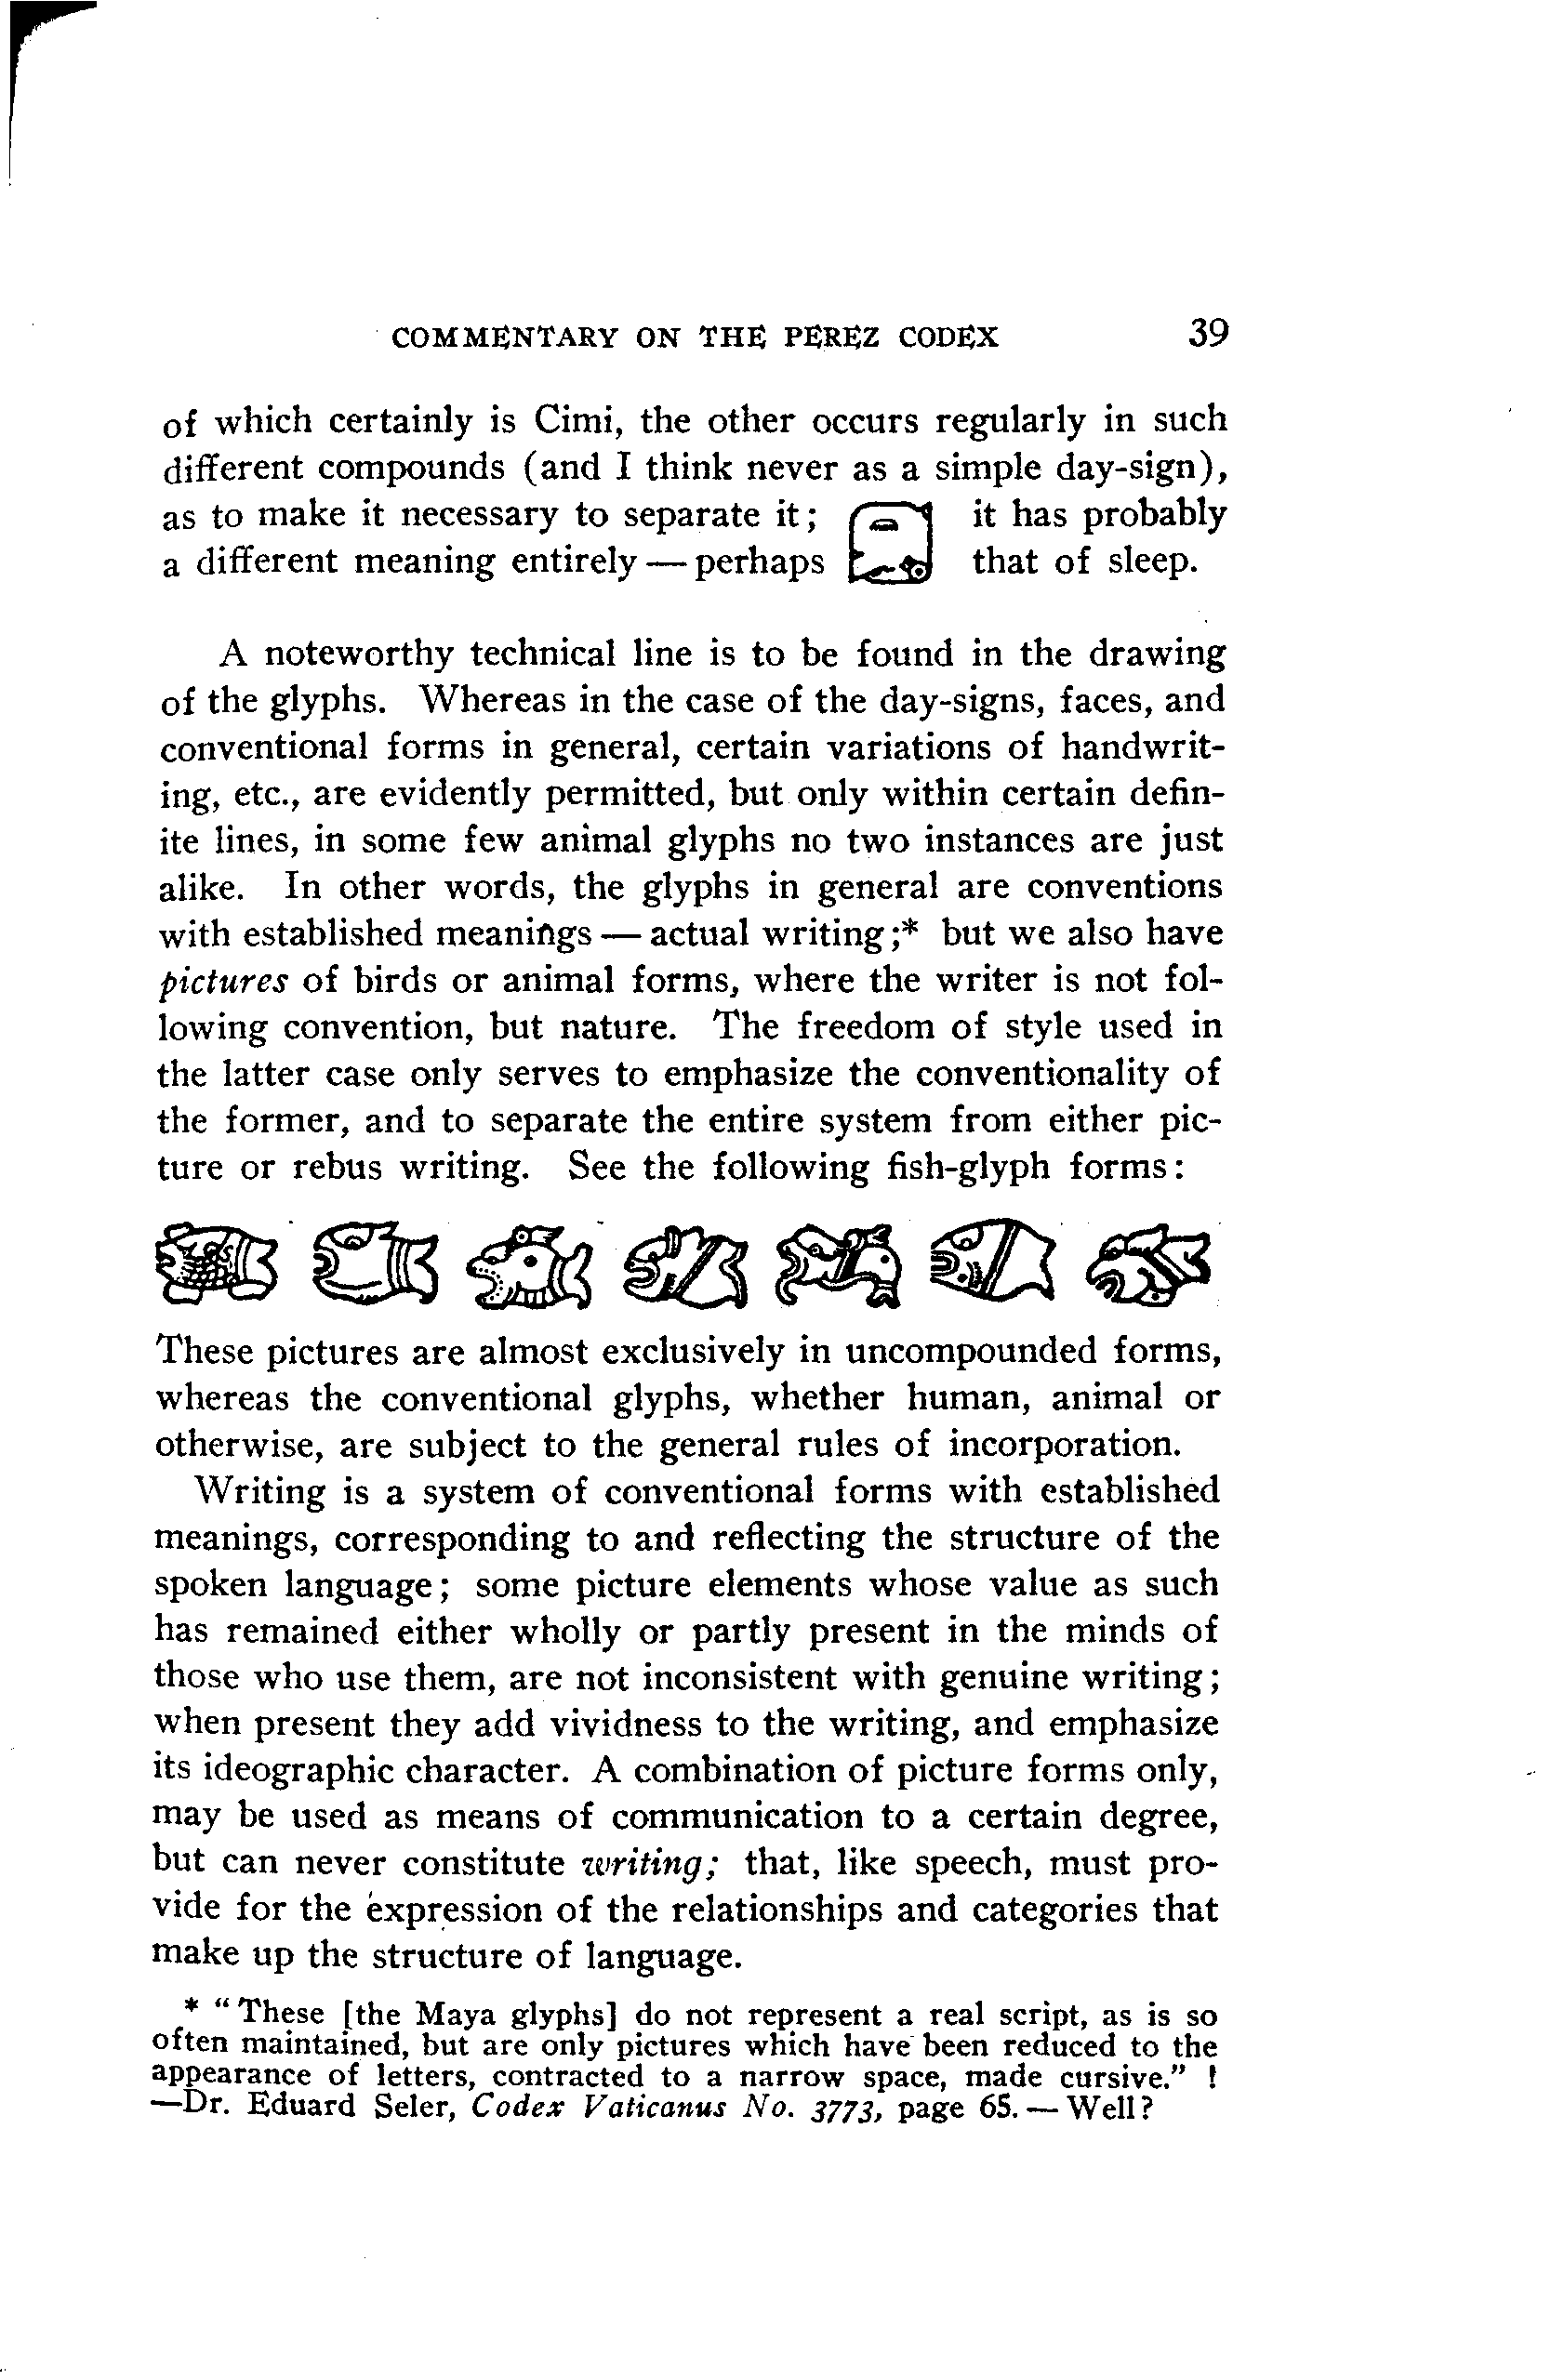 COMMENTARY ON THE PEREZ CODEX 39
of which certainly is Cimi, the other occurs regularly in such
different compounds (and I think never as a simple day-sign),
as to make it necessary to separate it; it has probably
a different meaning entirely — perhaps that of sleep.
A noteworthy technical line is to be found in the drawing
of the glyphs. Whereas in the case of the day-signs, faces, and
conventional forms in general, certain variations of handwrit-
ing, etc., are evidently permitted, but only within certain defin-
ite lines, in some few animal glyphs no two instances are just
alike. In other words, the glyphs in general are conventions
with established meanings — actual writing;* but we also have
pictures of birds or animal forms, where the writer is not fol-
lowing convention, but nature. The freedom of style used in
the latter case only serves to emphasize the conventionality of
the former, and to separate the entire system from either pic-
ture or rebus writing. See the following fish-glyph forms:
These pictures are almost exclusively in uncompounded forms,
whereas the conventional glyphs, whether human, animal or
otherwise, are subject to the general rules of incorporation.
Writing is a system of conventional forms with established
meanings, corresponding to and reflecting the structure of the
spoken language; some picture elements whose value as such
has remained either wholly or partly present in the minds of
those who use them, are not inconsistent with genuine writing;
when present they add vividness to the writing, and emphasize
its ideographic character. A combination of picture forms only,
may be used as means of communication to a certain degree,
but can never constitute writing; that, like speech, must pro-
vide for the expression of the relationships and categories that
make up the structure of language.
* "These [the Maya glyphs] do not represent a real script, as is so
often maintained, but are only pictures which have been reduced to the
appearance of letters, contracted to a narrow space, made cursive." !
—Dr. Eduard Seler, Codex Vaticanus No. 3773, page 65. — Well?